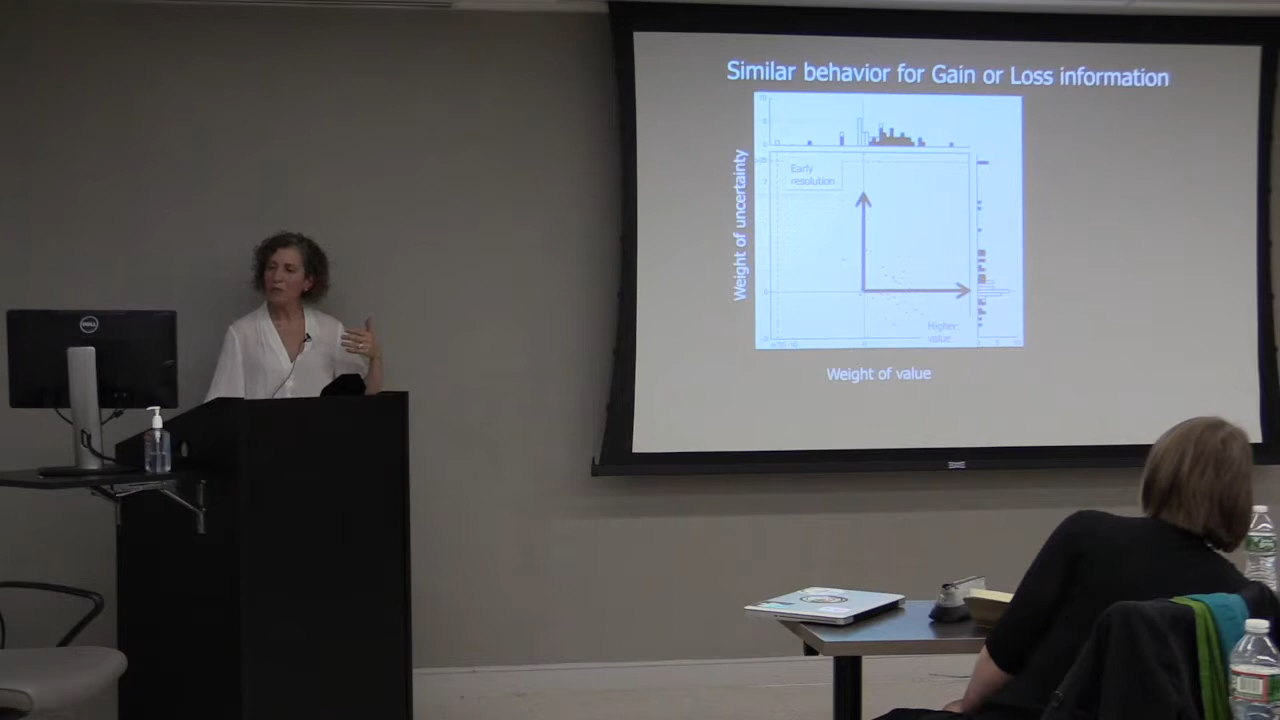 Similar behavior for Gain or Loss information
Weight of uncertainty
Early
resolution
Higher
value
Weight of value
DELL